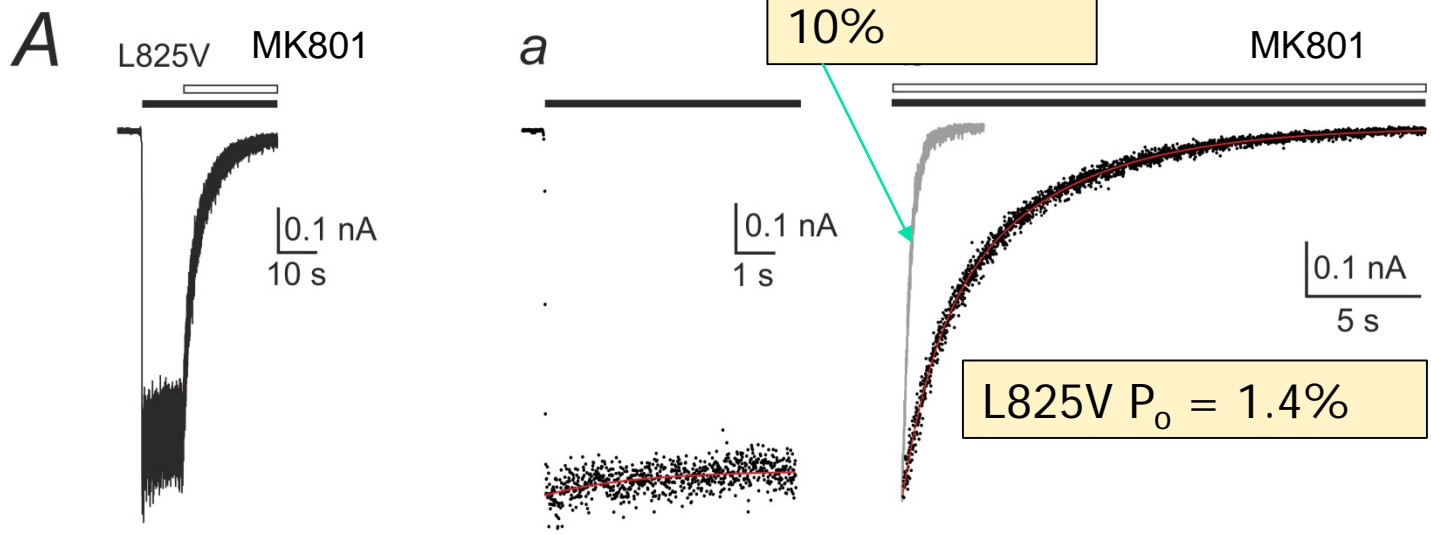 A
L825V
MK801
0.1 nA
10 s
a
0.1 nA
1 s
10%
MK801
0.1 nA
5 s
L825V Pₒ = 1.4%